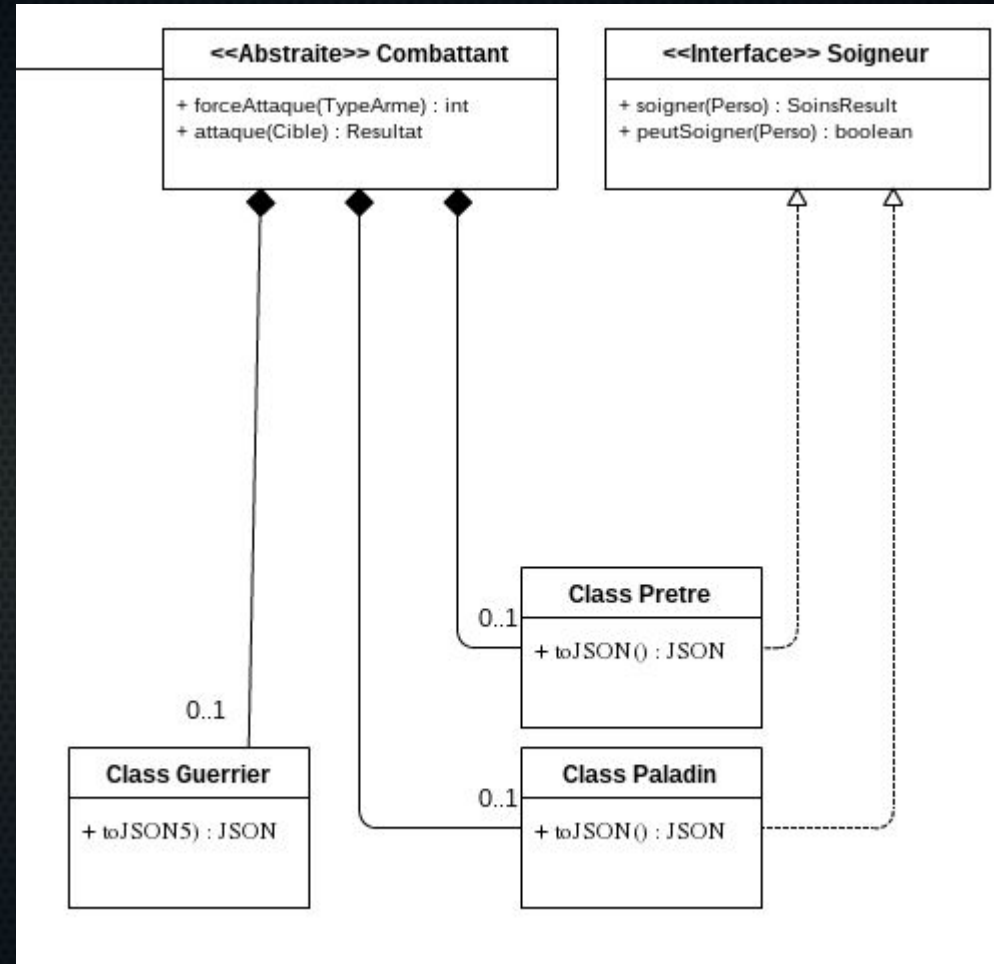 <<Abstraite>> Combattant
+ forceAttaque(TypeArme) : int
+ attaque(Cible) : Resultat
<<Interface>> Soigneur
+ soigner(Perso) : SoinsResult
+ peutSoigner(Perso) : boolean
0..1
Class Pretre
+ toJSON() : JSON
0..1
Class Guerrier
+ toJSON5) : JSON
0..1
Class Paladin
+ toJSON() : JSON